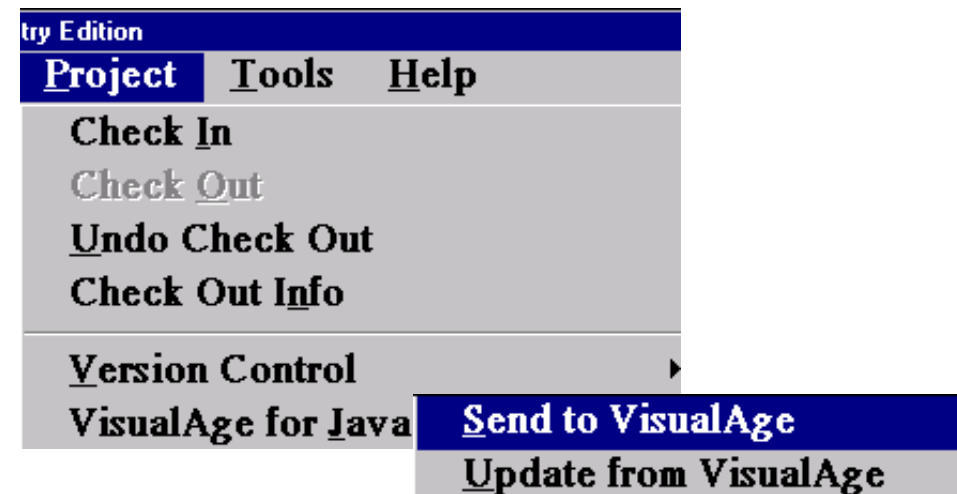 try Edition
Project Tools Help
Check In
Check Out
Undo Check Out
Check Out Info
Version Control
VisualAge for Java
Send to VisualAge
Update from VisualAge